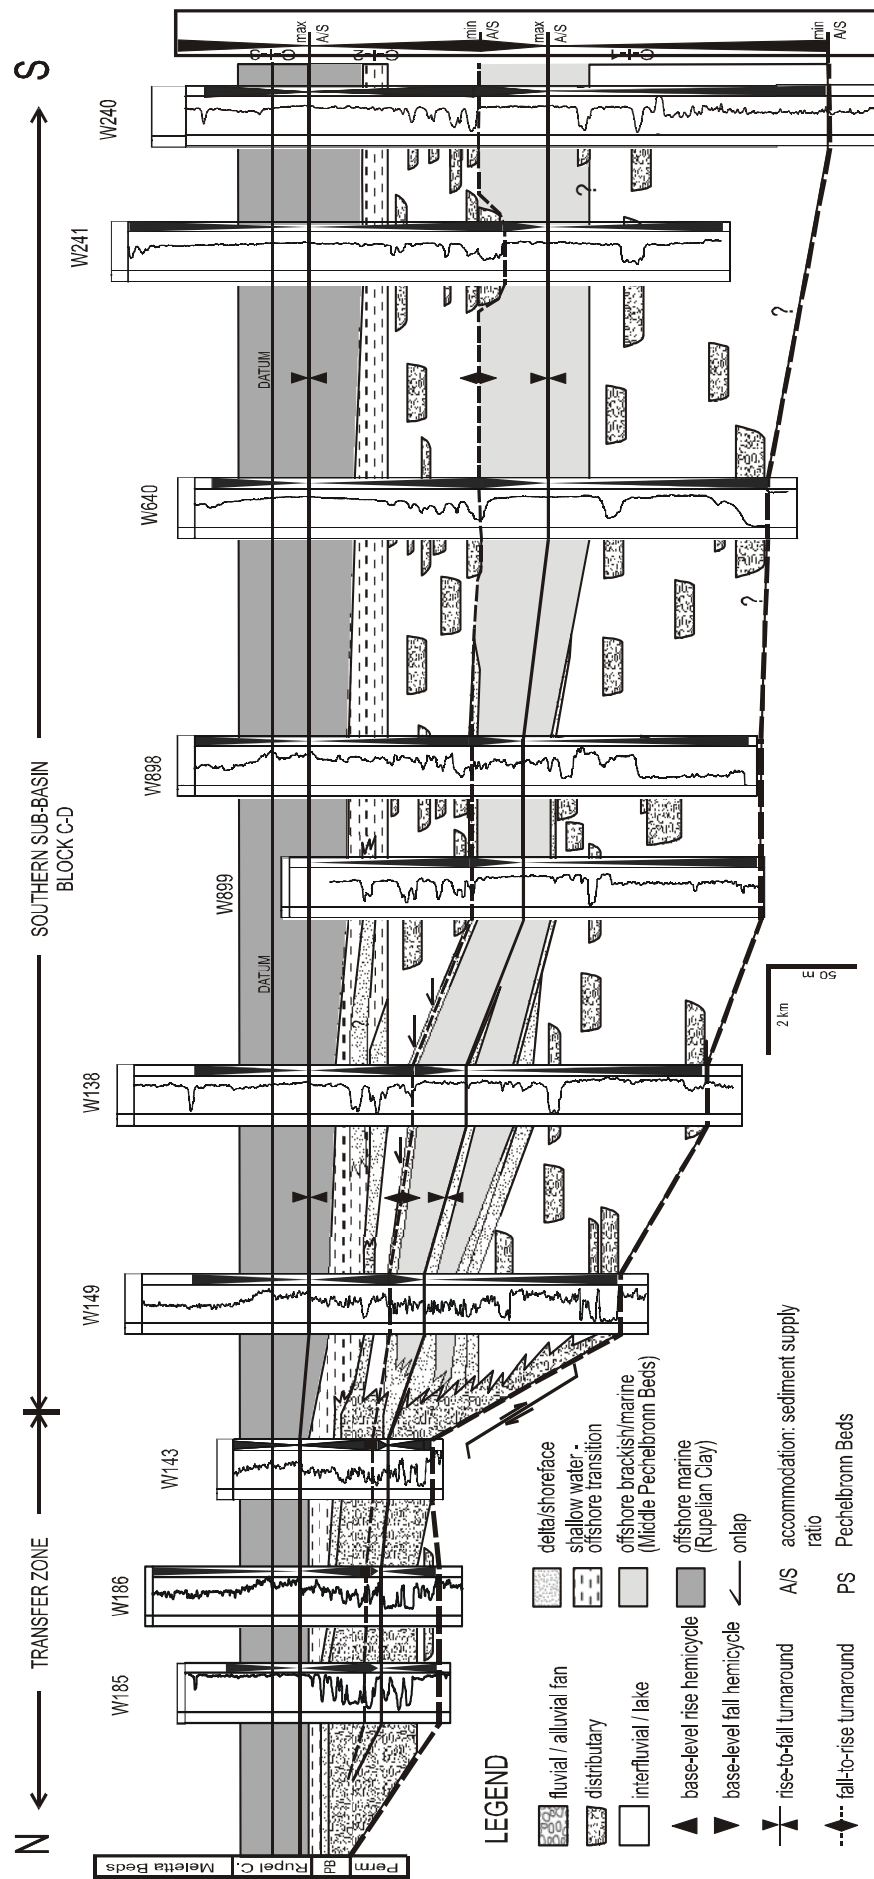 N
S
TRANSFER ZONE
SOUTHERN SUB-BASIN
BLOCK C-D
W185
W186
W143
W149
W138
W899
W898
W640
W241
W240
DATUM
DATUM
?
?
?
?
max
A/S
min
A/S
max
A/S
min
A/S
Meletta Beds
Rupel C.
PB
Perm
2 km
50 m
LEGEND
fluvial / alluvial fan
distributary
interfluvial / lake
base-level rise hemicycle
base-level fall hemicycle
rise-to-fall turnaround
fall-to-rise turnaround
delta/shoreface
shallow water -
offshore transition
offshore brackish/marine
(Middle Pechelbronn Beds)
offshore marine
(Rupelian Clay)
onlap
A/S accommodation: sediment supply
ratio
PS Pechelbronn Beds